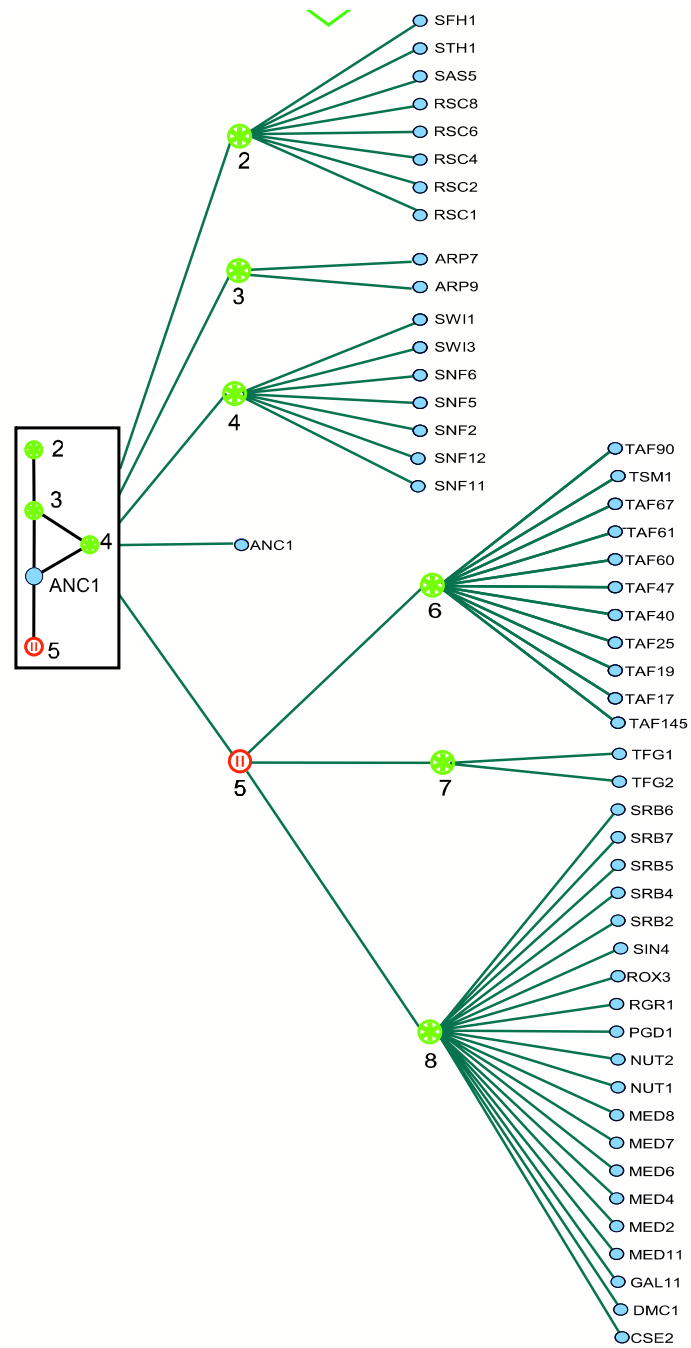 SFH1
STH1
SAS5
RSC8
RSC6
RSC4
RSC2
RSC1
2
ARP7
ARP9
3
SWI1
SWI3
SNF6
SNF5
SNF2
SNF12
SNF11
4
2
3
4
ANC1
5
ANC1
TAF90
TSM1
TAF67
TAF61
TAF60
TAF47
TAF40
TAF25
TAF19
TAF17
TAF145
6
5
7
TFG1
TFG2
SRB6
SRB7
SRB5
SRB4
SRB2
SIN4
ROX3
RGR1
PGD1
NUT2
NUT1
MED8
MED7
MED6
MED4
MED2
MED11
GAL11
DMC1
CSE2
8